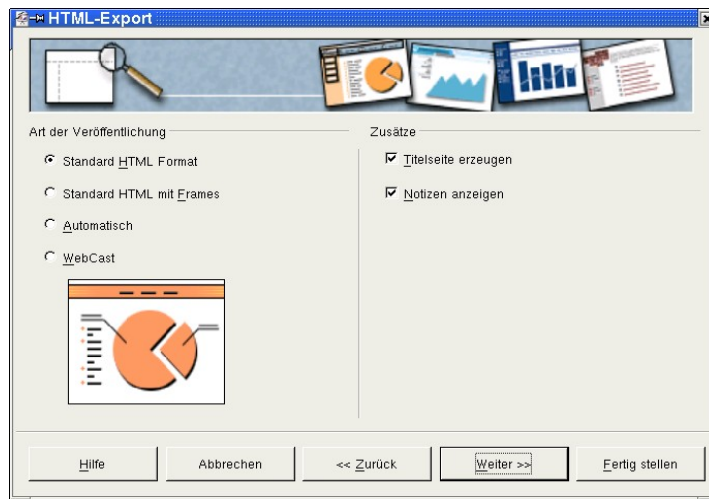 HTML-Export
Art der Veröffentlichung
Standard HTML Format
Standard HTML mit Frames
Automatisch
WebCast
Zusätze
Titelseite erzeugen
Notizen anzeigen
Hilfe
Abbrechen
<< Zurück
Weiter >>
Fertig stellen